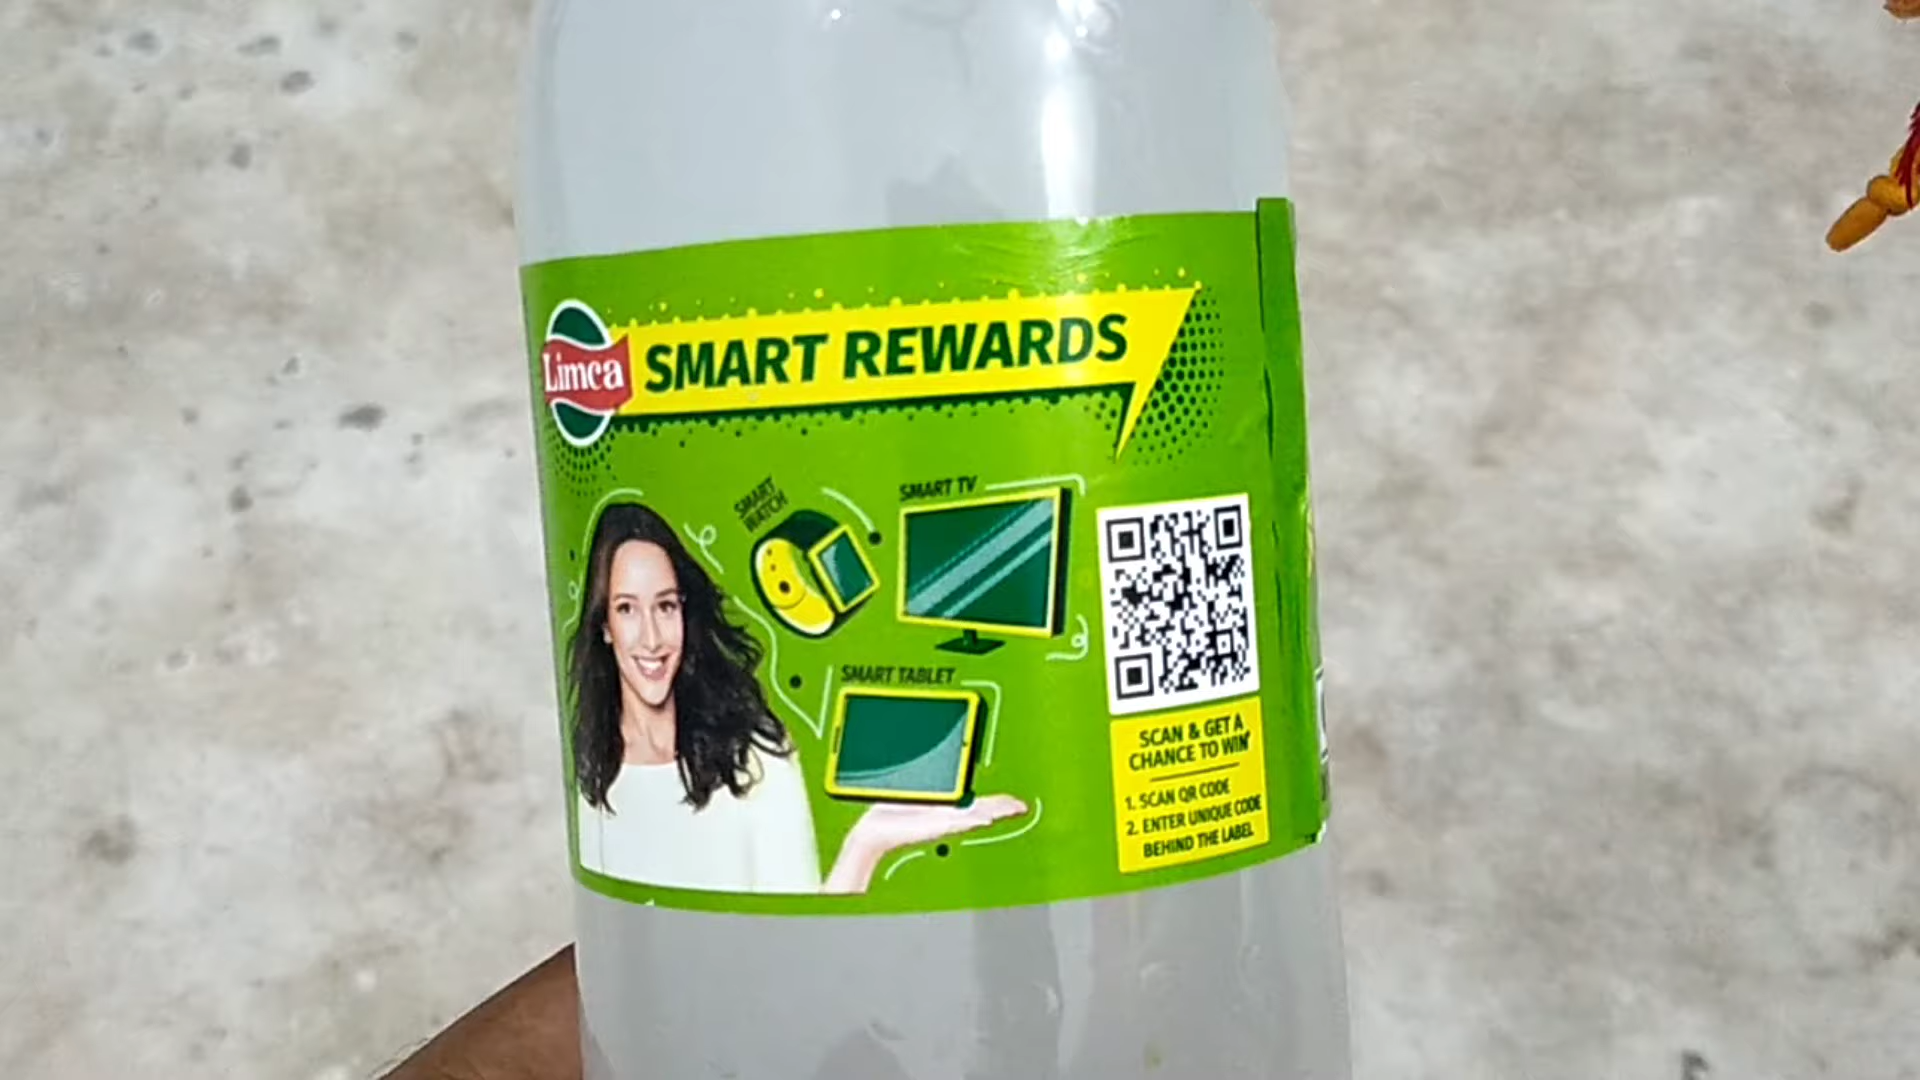 Limca
SMART REWARDS
SMART
WATCH
SMART TV
SMART TABLET
SCAN & GET A
CHANCE TO WIN*
1. SCAN QR CODE
2. ENTER UNIQUE CODE
BEHIND THE LABEL